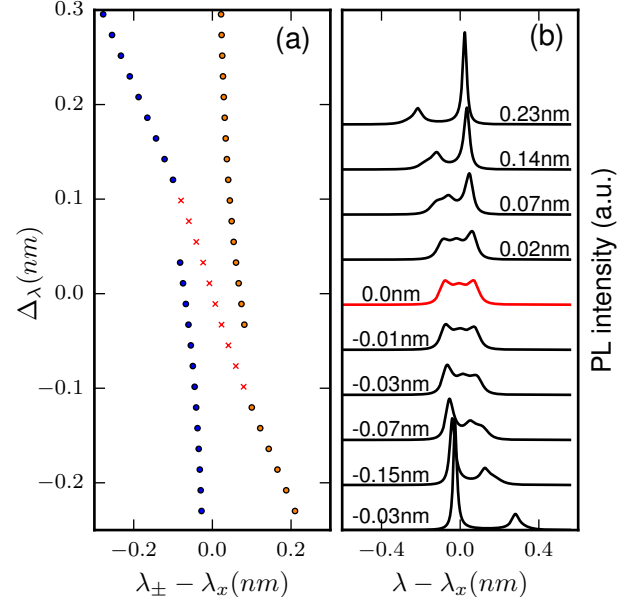 (a)
(b)
0.3
0.2
0.1
0.0
−0.1
−0.2
Δλ(nm)
−0.2
0.0
0.2
λ± − λx(nm)
0.23nm
0.14nm
0.07nm
0.02nm
0.0nm
-0.01nm
-0.03nm
-0.07nm
-0.15nm
-0.03nm
−0.4
0.0
0.4
λ − λx(nm)
PL intensity (a.u.)